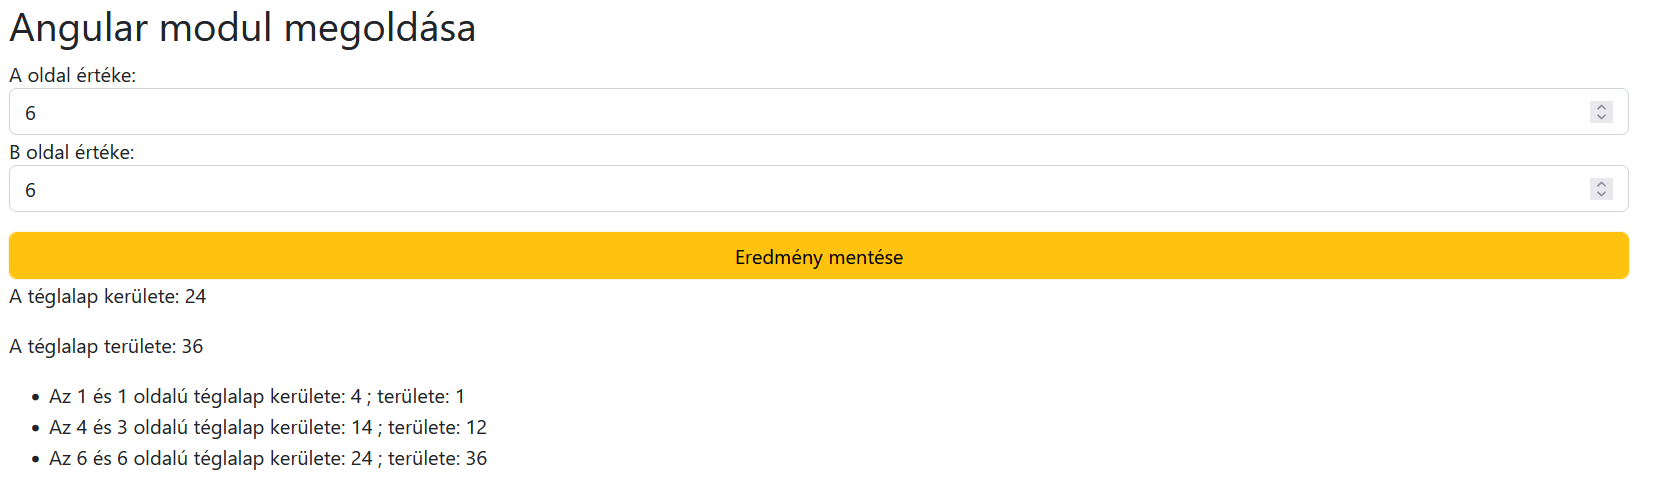 Angular modul megoldása
A oldal értéke:
6
B oldal értéke:
6
Eredmény mentése
A téglalap kerülete: 24
A téglalap területe: 36
Az 1 és 1 oldalú téglalap kerülete: 4 ; területe: 1
Az 4 és 3 oldalú téglalap kerülete: 14 ; területe: 12
Az 6 és 6 oldalú téglalap kerülete: 24 ; területe: 36